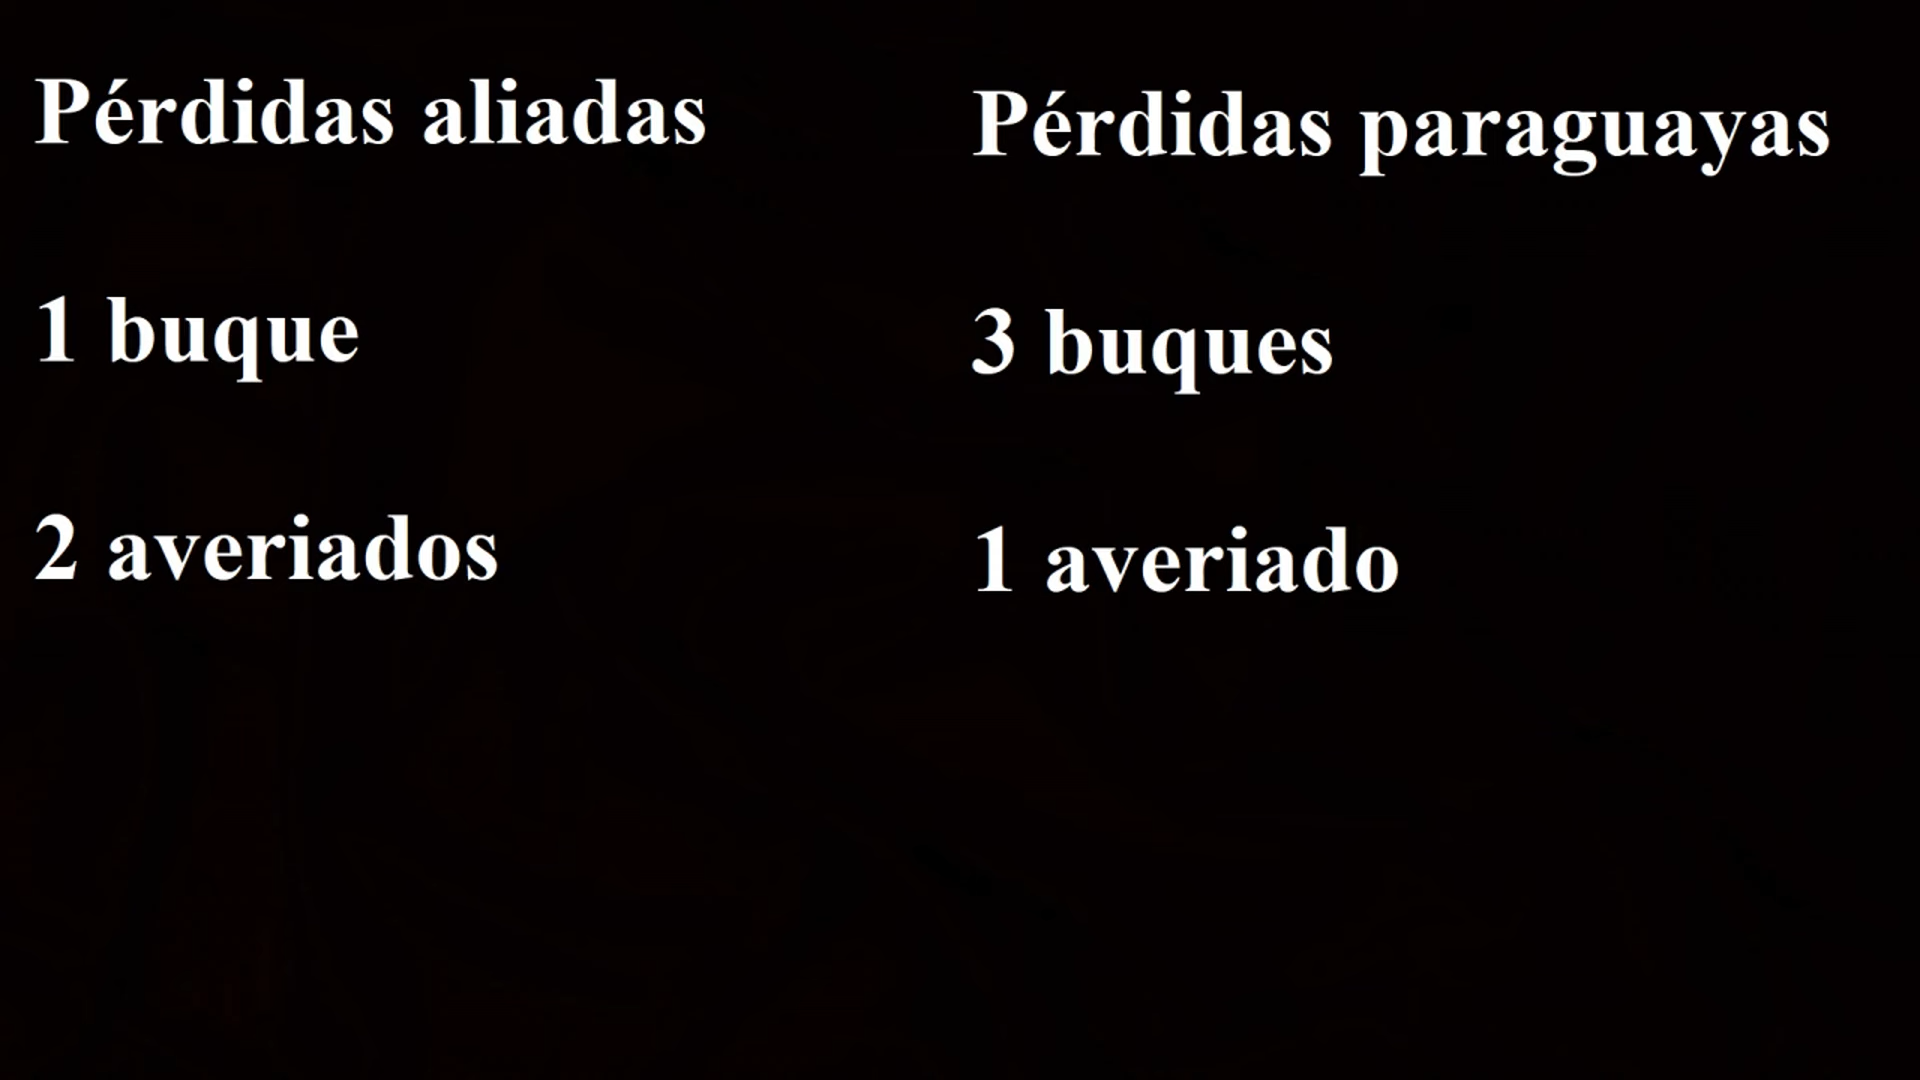 Pérdidas aliadas
1 buque
2 averiados
Pérdidas paraguayas
3 buques
1 averiado